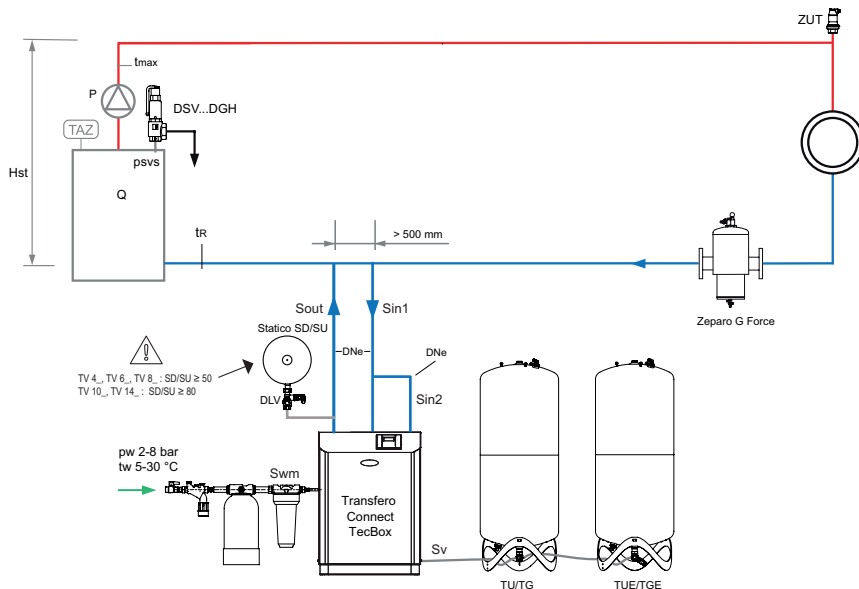 ZUT
tmax
P
DSV...DGH
TAZ
psvs
Hst
Q
tR
> 500 mm
Zeparo G Force
Sout
Sin1
Statico SD/SU
DNe
DNe
TV 4_, TV 6_, TV 8_ : SD/SU ≥ 50
TV 10_, TV 14_ : SD/SU ≥ 80
Sin2
DLV
pw 2-8 bar
tw 5-30 °C
Swm
Transfero
Connect
TecBox
Sv
TU/TG
TUE/TGE